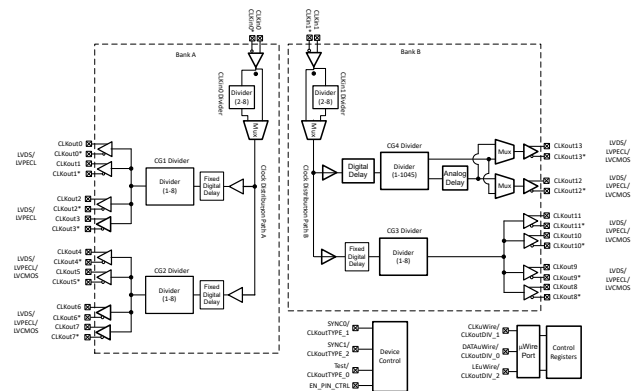 CLKin0*
CLKin0
CLKin1*
CLKin1
Bank A
Bank B
Divider
(2-8)
CLKin0 Divider
Divider
(2-8)
CLKin1 Divider
Mux
Mux
Clock Distribution Path A
Clock Distribution Path B
LVDS/
LVPECL
CLKout0
CLKout0*
CLKout1
CLKout1*
CLKout2
CLKout2*
CLKout3
CLKout3*
CG1 Divider
Divider
(1-8)
Fixed
Digital
Delay
LVDS/
LVPECL/
LVCMOS
CLKout4
CLKout4*
CLKout5
CLKout5*
CG2 Divider
Divider
(1-8)
Fixed
Digital
Delay
LVDS/
LVPECL/
LVCMOS
CLKout6
CLKout6*
CLKout7
CLKout7*
Digital
Delay
CG4 Divider
Divider
(1-1045)
Analog
Delay
Mux
Mux
CLKout13
CLKout13*
LVDS/
LVPECL/
LVCMOS
CLKout12
CLKout12*
LVDS/
LVPECL/
LVCMOS
Fixed
Digital
Delay
CG3 Divider
Divider
(1-8)
CLKout11
CLKout11*
CLKout10
CLKout10*
LVDS/
LVPECL/
LVCMOS
CLKout9
CLKout9*
CLKout8
CLKout8*
LVDS/
LVPECL/
LVCMOS
SYNC0/
CLKoutTYPE_1
SYNC1/
CLKoutTYPE_2
Test/
CLKoutTYPE_0
EN_PIN_CTRL
Device
Control
CLKuWire/
CLKoutDIV_1
DATAuWire/
CLKoutDIV_0
LEuWire/
CLKoutDIV_2
µWire
Port
Control
Registers